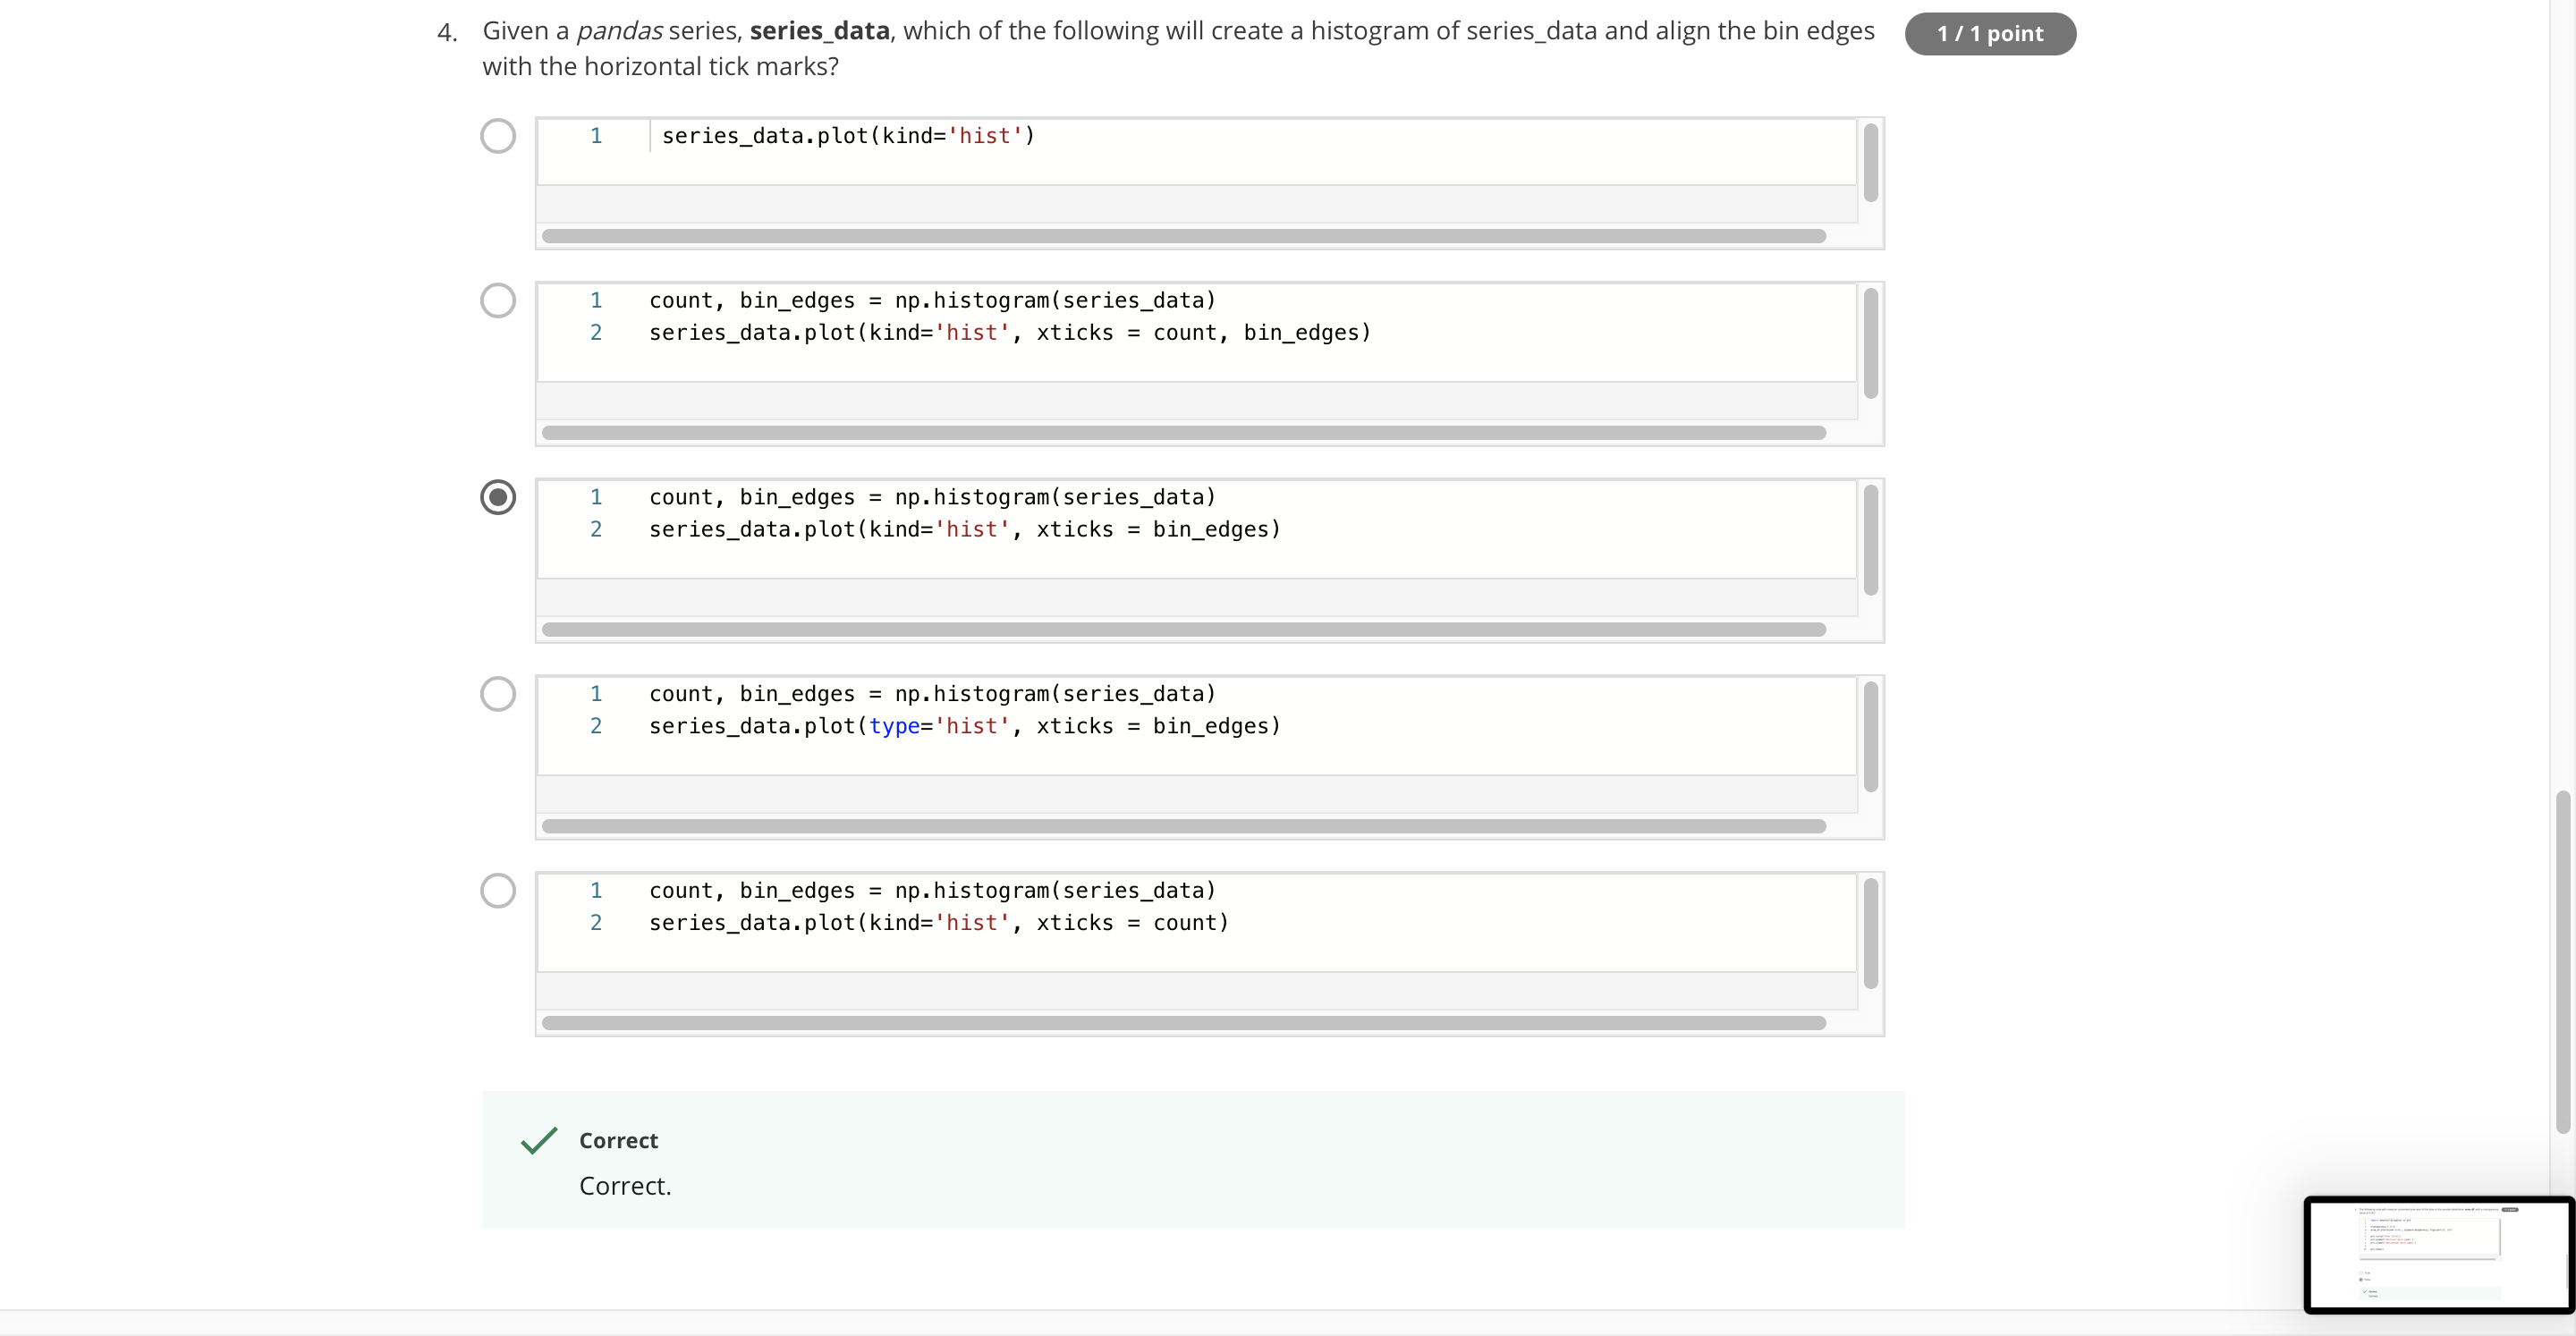 4. Given a pandas series, series_data, which of the following will create a histogram of series_data and align the bin edges
with the horizontal tick marks?
1 / 1 point
1 series_data.plot(kind='hist')
1 count, bin_edges = np.histogram(series_data)
2 series_data.plot(kind='hist', xticks = count, bin_edges)
1 count, bin_edges = np.histogram(series_data)
2 series_data.plot(kind='hist', xticks = bin_edges)
1 count, bin_edges = np.histogram(series_data)
2 series_data.plot(type='hist', xticks = bin_edges)
1 count, bin_edges = np.histogram(series_data)
2 series_data.plot(kind='hist', xticks = count)
Correct
Correct.